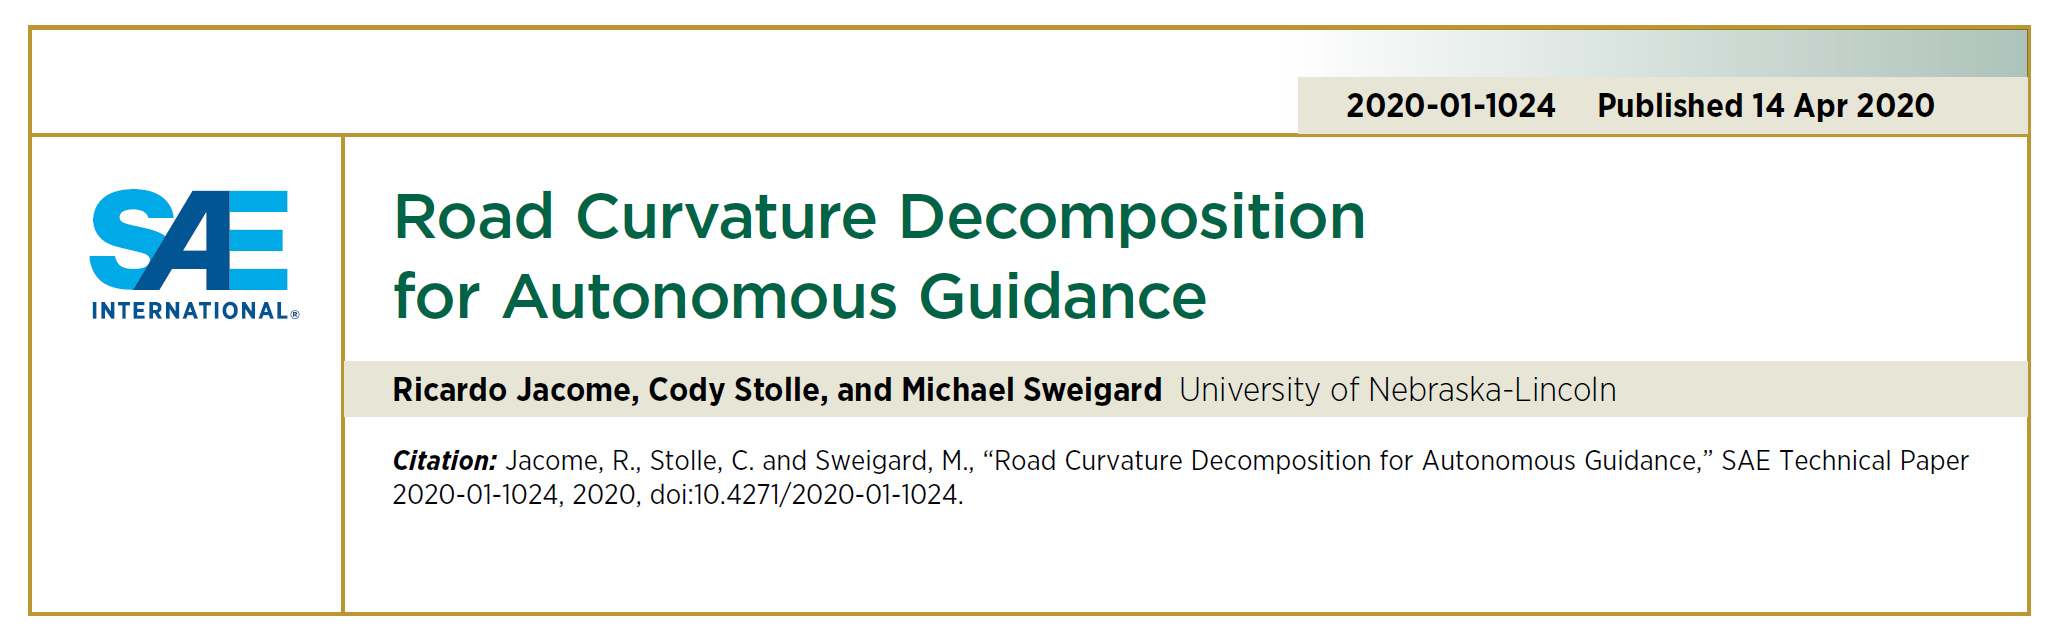 2020-01-1024 Published 14 Apr 2020
SAE
INTERNATIONAL®
Road Curvature Decomposition
for Autonomous Guidance
Ricardo Jacome, Cody Stolle, and Michael Sweigard University of Nebraska-Lincoln
Citation: Jacome, R., Stolle, C. and Sweigard, M., “Road Curvature Decomposition for Autonomous Guidance,” SAE Technical Paper
2020-01-1024, 2020, doi:10.4271/2020-01-1024.